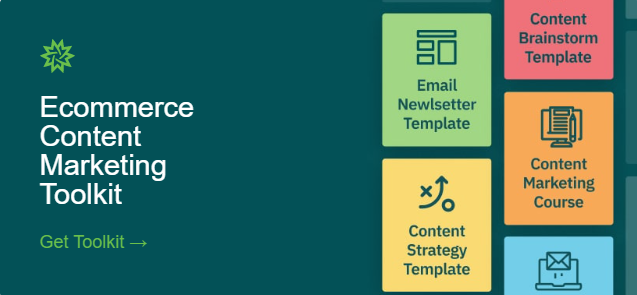 Ecommerce
Content
Marketing
Toolkit
Get Toolkit →
Email
Newlsetter
Template
Content
Strategy
Template
Content
Brainstorm
Template
Content
Marketing
Course